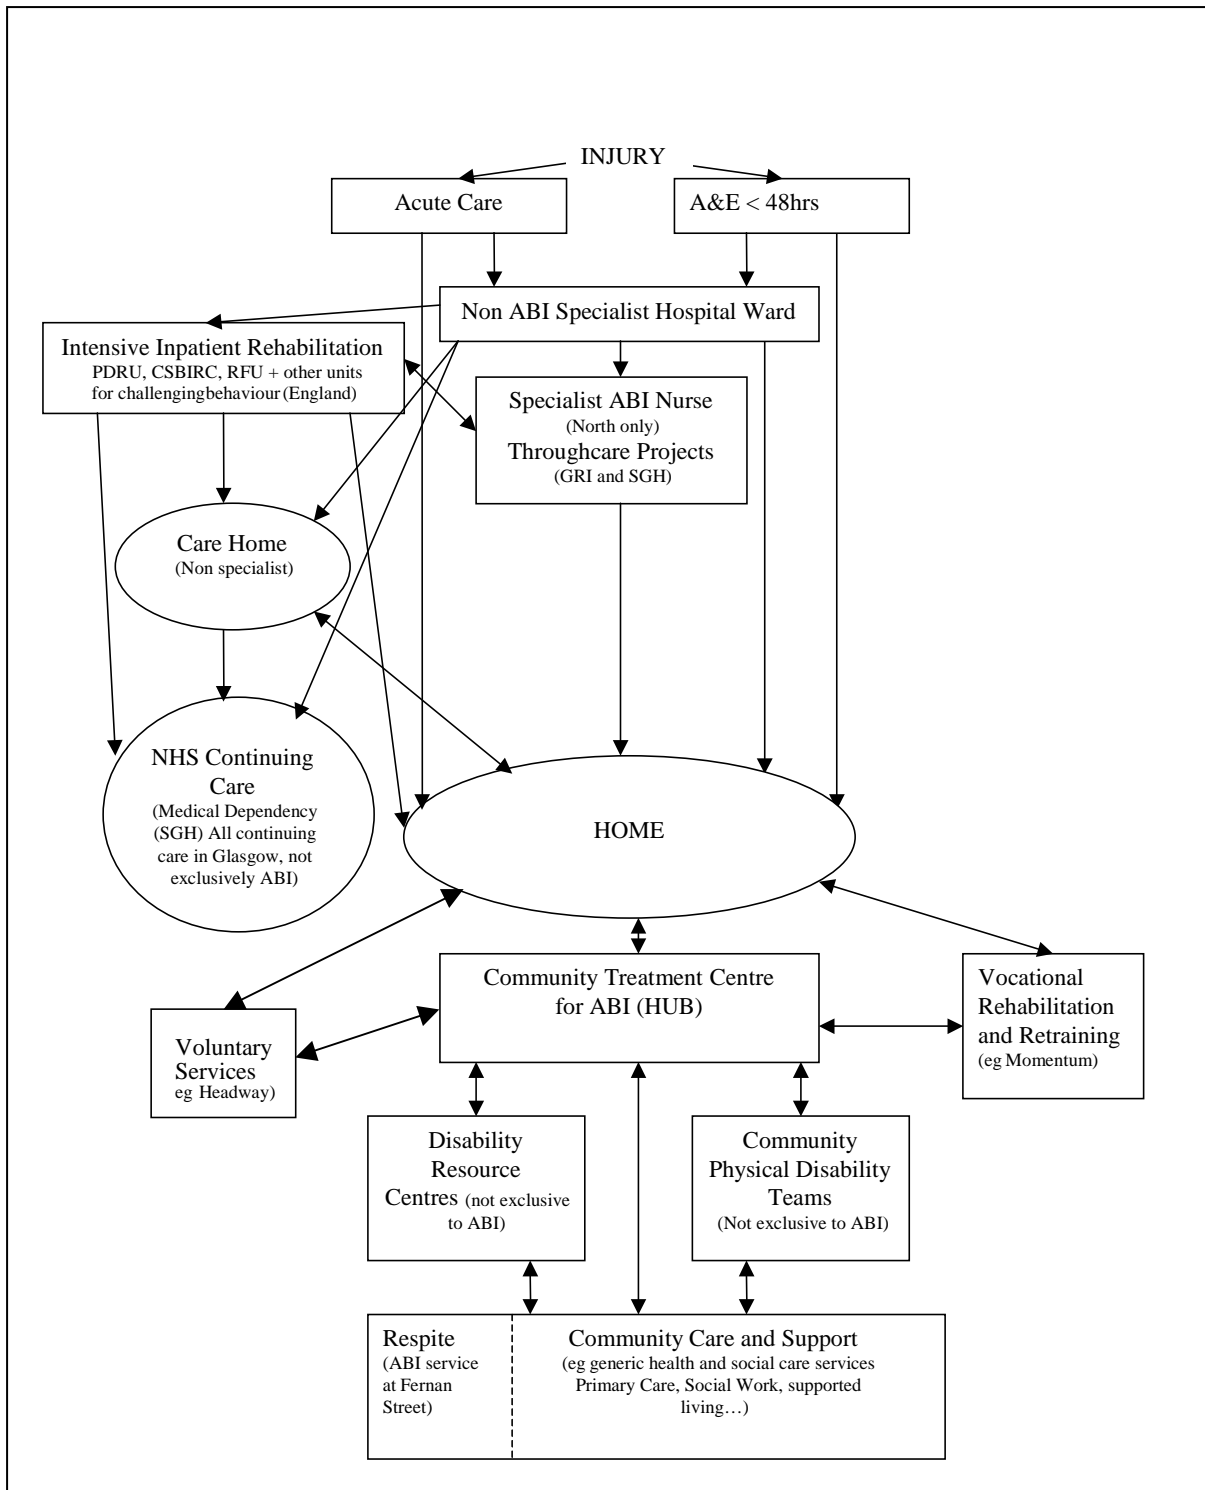 INJURY
Acute Care
A&E < 48hrs
Non ABI Specialist Hospital Ward
Intensive Inpatient Rehabilitation
PDRU, CSBIRC, RFU + other units
for challengingbehaviour (England)
Specialist ABI Nurse
(North only)
Throughcare Projects
(GRI and SGH)
Care Home
(Non specialist)
NHS Continuing
Care
(Medical Dependency
(SGH) All continuing
care in Glasgow, not
exclusively ABI)
HOME
Community Treatment Centre
for ABI (HUB)
Vocational
Rehabilitation
and Retraining
(eg Momentum)
Voluntary
Services
eg Headway)
Disability
Resource
Centres (not exclusive
to ABI)
Community
Physical Disability
Teams
(Not exclusive to ABI)
Respite
(ABI service
at Fernan
Street)
Community Care and Support
(eg generic health and social care services
Primary Care, Social Work, supported
living…)